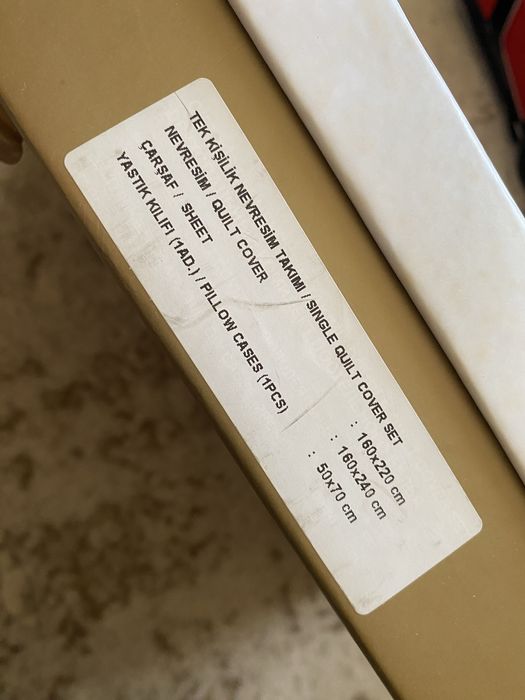 TEK KİŞİLİK NEVRESİM TAKIMI / SINGLE QUILT COVER SET
NEVRESİM / QUILT COVER : 160x220 cm
ÇARŞAF / SHEET : 160x240 cm
YASTIK KILIFI (1AD.) / PILLOW CASES (1PCS) : 50x70 cm